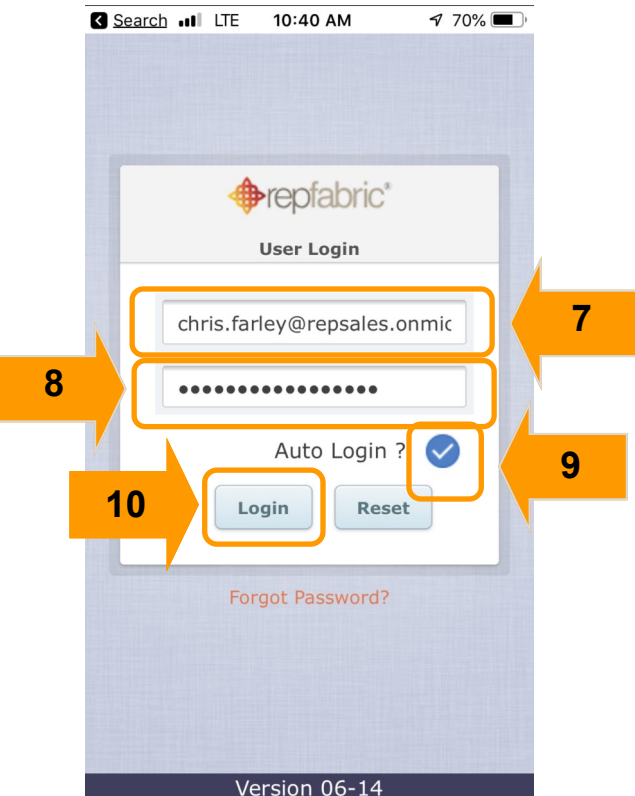 Search LTE 10:40 AM 70%
repfabric®
User Login
7
chris.farley@repsales.onmic
8
•••••••••••••••••
Auto Login ?
9
10
Login Reset
Forgot Password?
Version 06-14